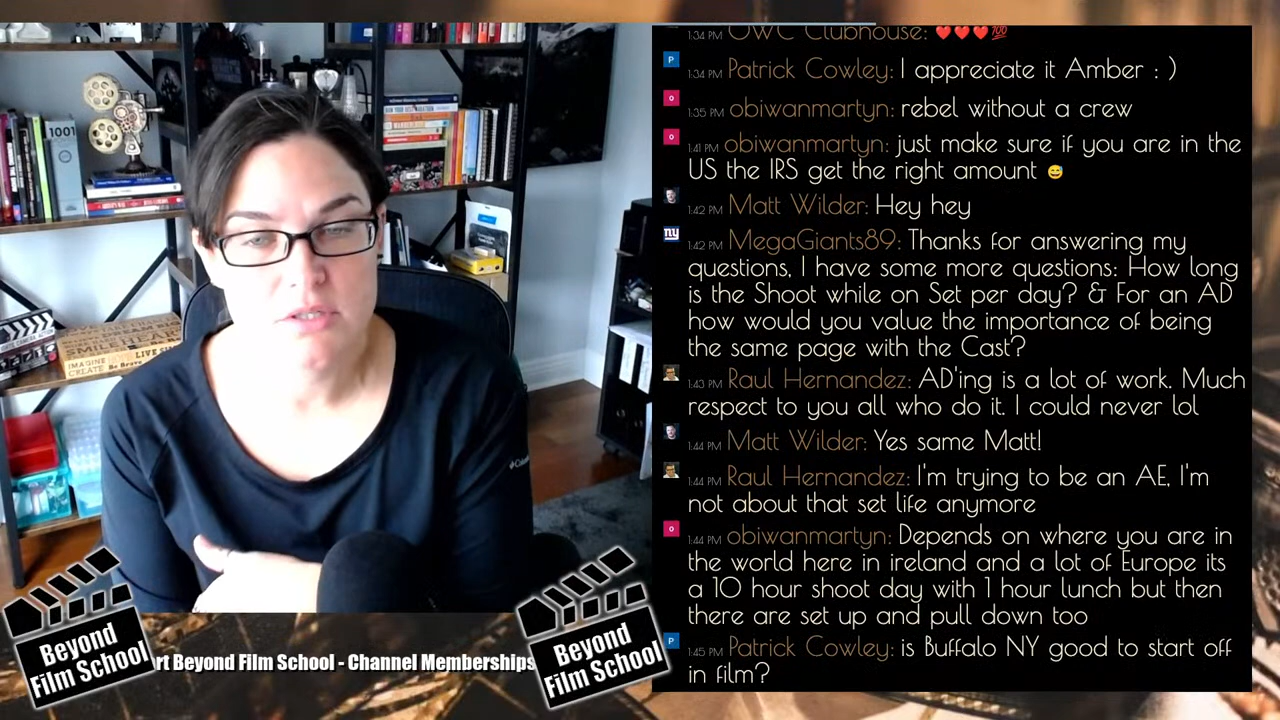 1:34 PM OWC Clubhouse: ❤️❤️❤️💯
1:34 PM Patrick Cowley: I appreciate it Amber : )
1:35 PM obiwanmartyn: rebel without a crew
1:41 PM obiwanmartyn: just make sure if you are in the
US the IRS get the right amount 😅
1:42 PM Matt Wilder: Hey hey
1:42 PM MegaGiants89: Thanks for answering my
questions, I have some more questions: How long
is the Shoot while on Set per day? & For an AD
how would you value the importance of being
the same page with the Cast?
1:43 PM Raul Hernandez: AD'ing is a lot of work. Much
respect to you all who do it. I could never lol
1:44 PM Matt Wilder: Yes same Matt!
1:44 PM Raul Hernandez: I'm trying to be an AE, I'm
not about that set life anymore
1:44 PM obiwanmartyn: Depends on where you are in
the world here in ireland and a lot of Europe its
a 10 hour shoot day with 1 hour lunch but then
there are set up and pull down too
1:45 PM Patrick Cowley: is Buffalo NY good to start off
in film?
1001
IMAGINE
CREATE
LIVE
Columbia
Beyond
Film School
rt Beyond Film School - Channel Memberships
Beyond
Film School